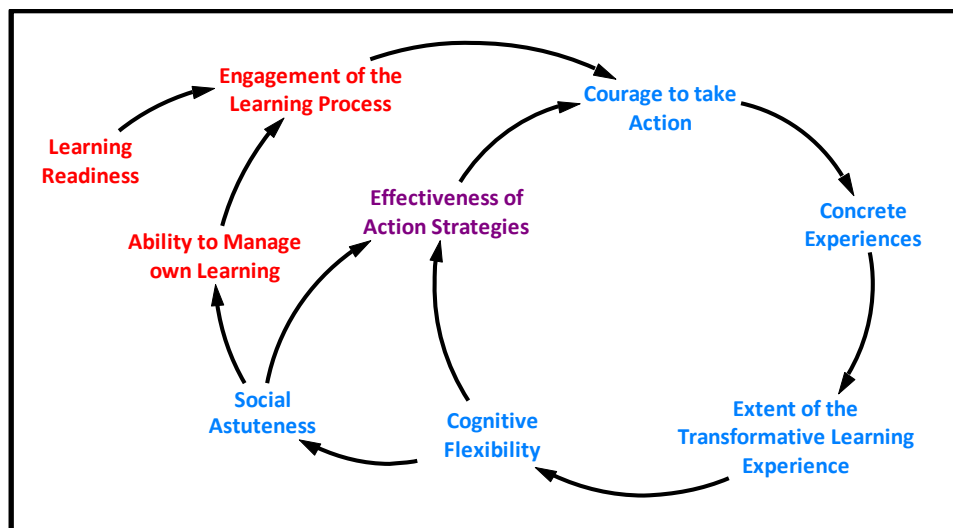 Engagement of the
Learning Process
Courage to take
Action
Learning
Readiness
Effectiveness of
Action Strategies
Concrete
Experiences
Ability to Manage
own Learning
Social
Astuteness
Cognitive
Flexibility
Extent of the
Transformative Learning
Experience